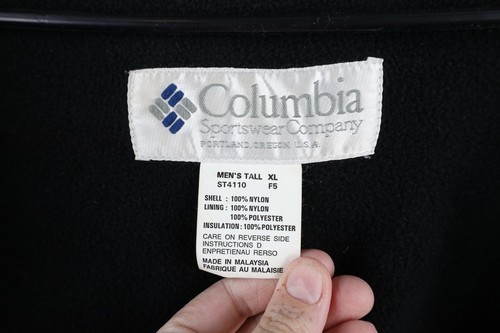 Columbia
Sportswear Company
PORTLAND, OREGON U.S.A.
MEN'S TALL XL
ST4110 F5
SHELL : 100% NYLON
LINING : 100% NYLON
100% POLYESTER
INSULATION : 100% POLYESTER
CARE ON REVERSE SIDE
INSTRUCTIONS D
ENPRETIENAU RERSO
MADE IN MALAYSIA
FABRIQUE AU MALAISIE